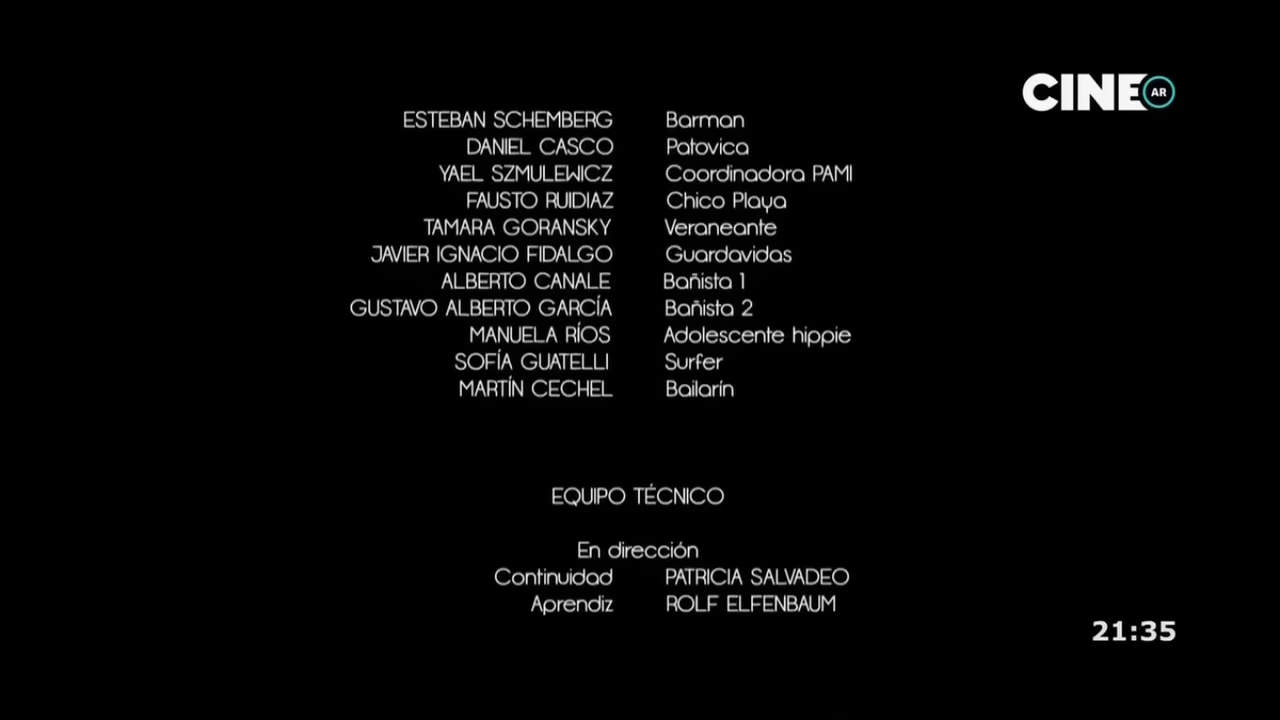 CINE AR
ESTEBAN SCHEMBERG Barman
DANIEL CASCO Patovica
YAEL SZMULEWICZ Coordinadora PAMI
FAUSTO RUIDIAZ Chico Playa
TAMARA GORANSKY Veraneante
JAVIER IGNACIO FIDALGO Guardavidas
ALBERTO CANALE Bañista 1
GUSTAVO ALBERTO GARCÍA Bañista 2
MANUELA RÍOS Adolescente hippie
SOFÍA GUATELLI Surfer
MARTÍN CECHEL Bailarín
EQUIPO TÉCNICO
En dirección
Continuidad PATRICIA SALVADEO
Aprendiz ROLF ELFENBAUM
21:35